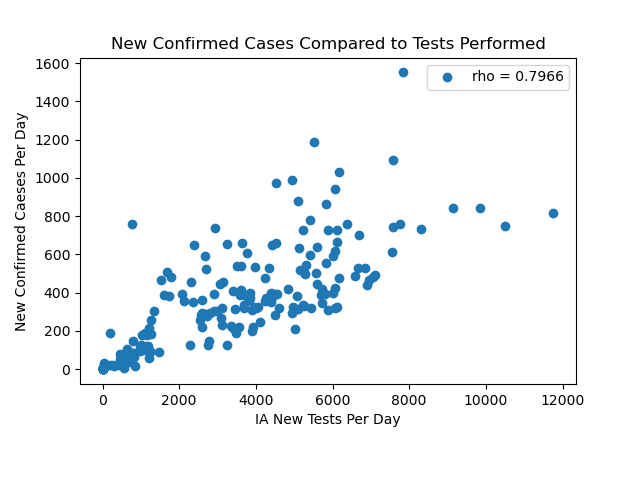 New Confirmed Cases Compared to Tests Performed
rho = 0.7966
New Confirmed Caeses Per Day
1600
1400
1200
1000
800
600
400
200
0
0 2000 4000 6000 8000 10000 12000
IA New Tests Per Day